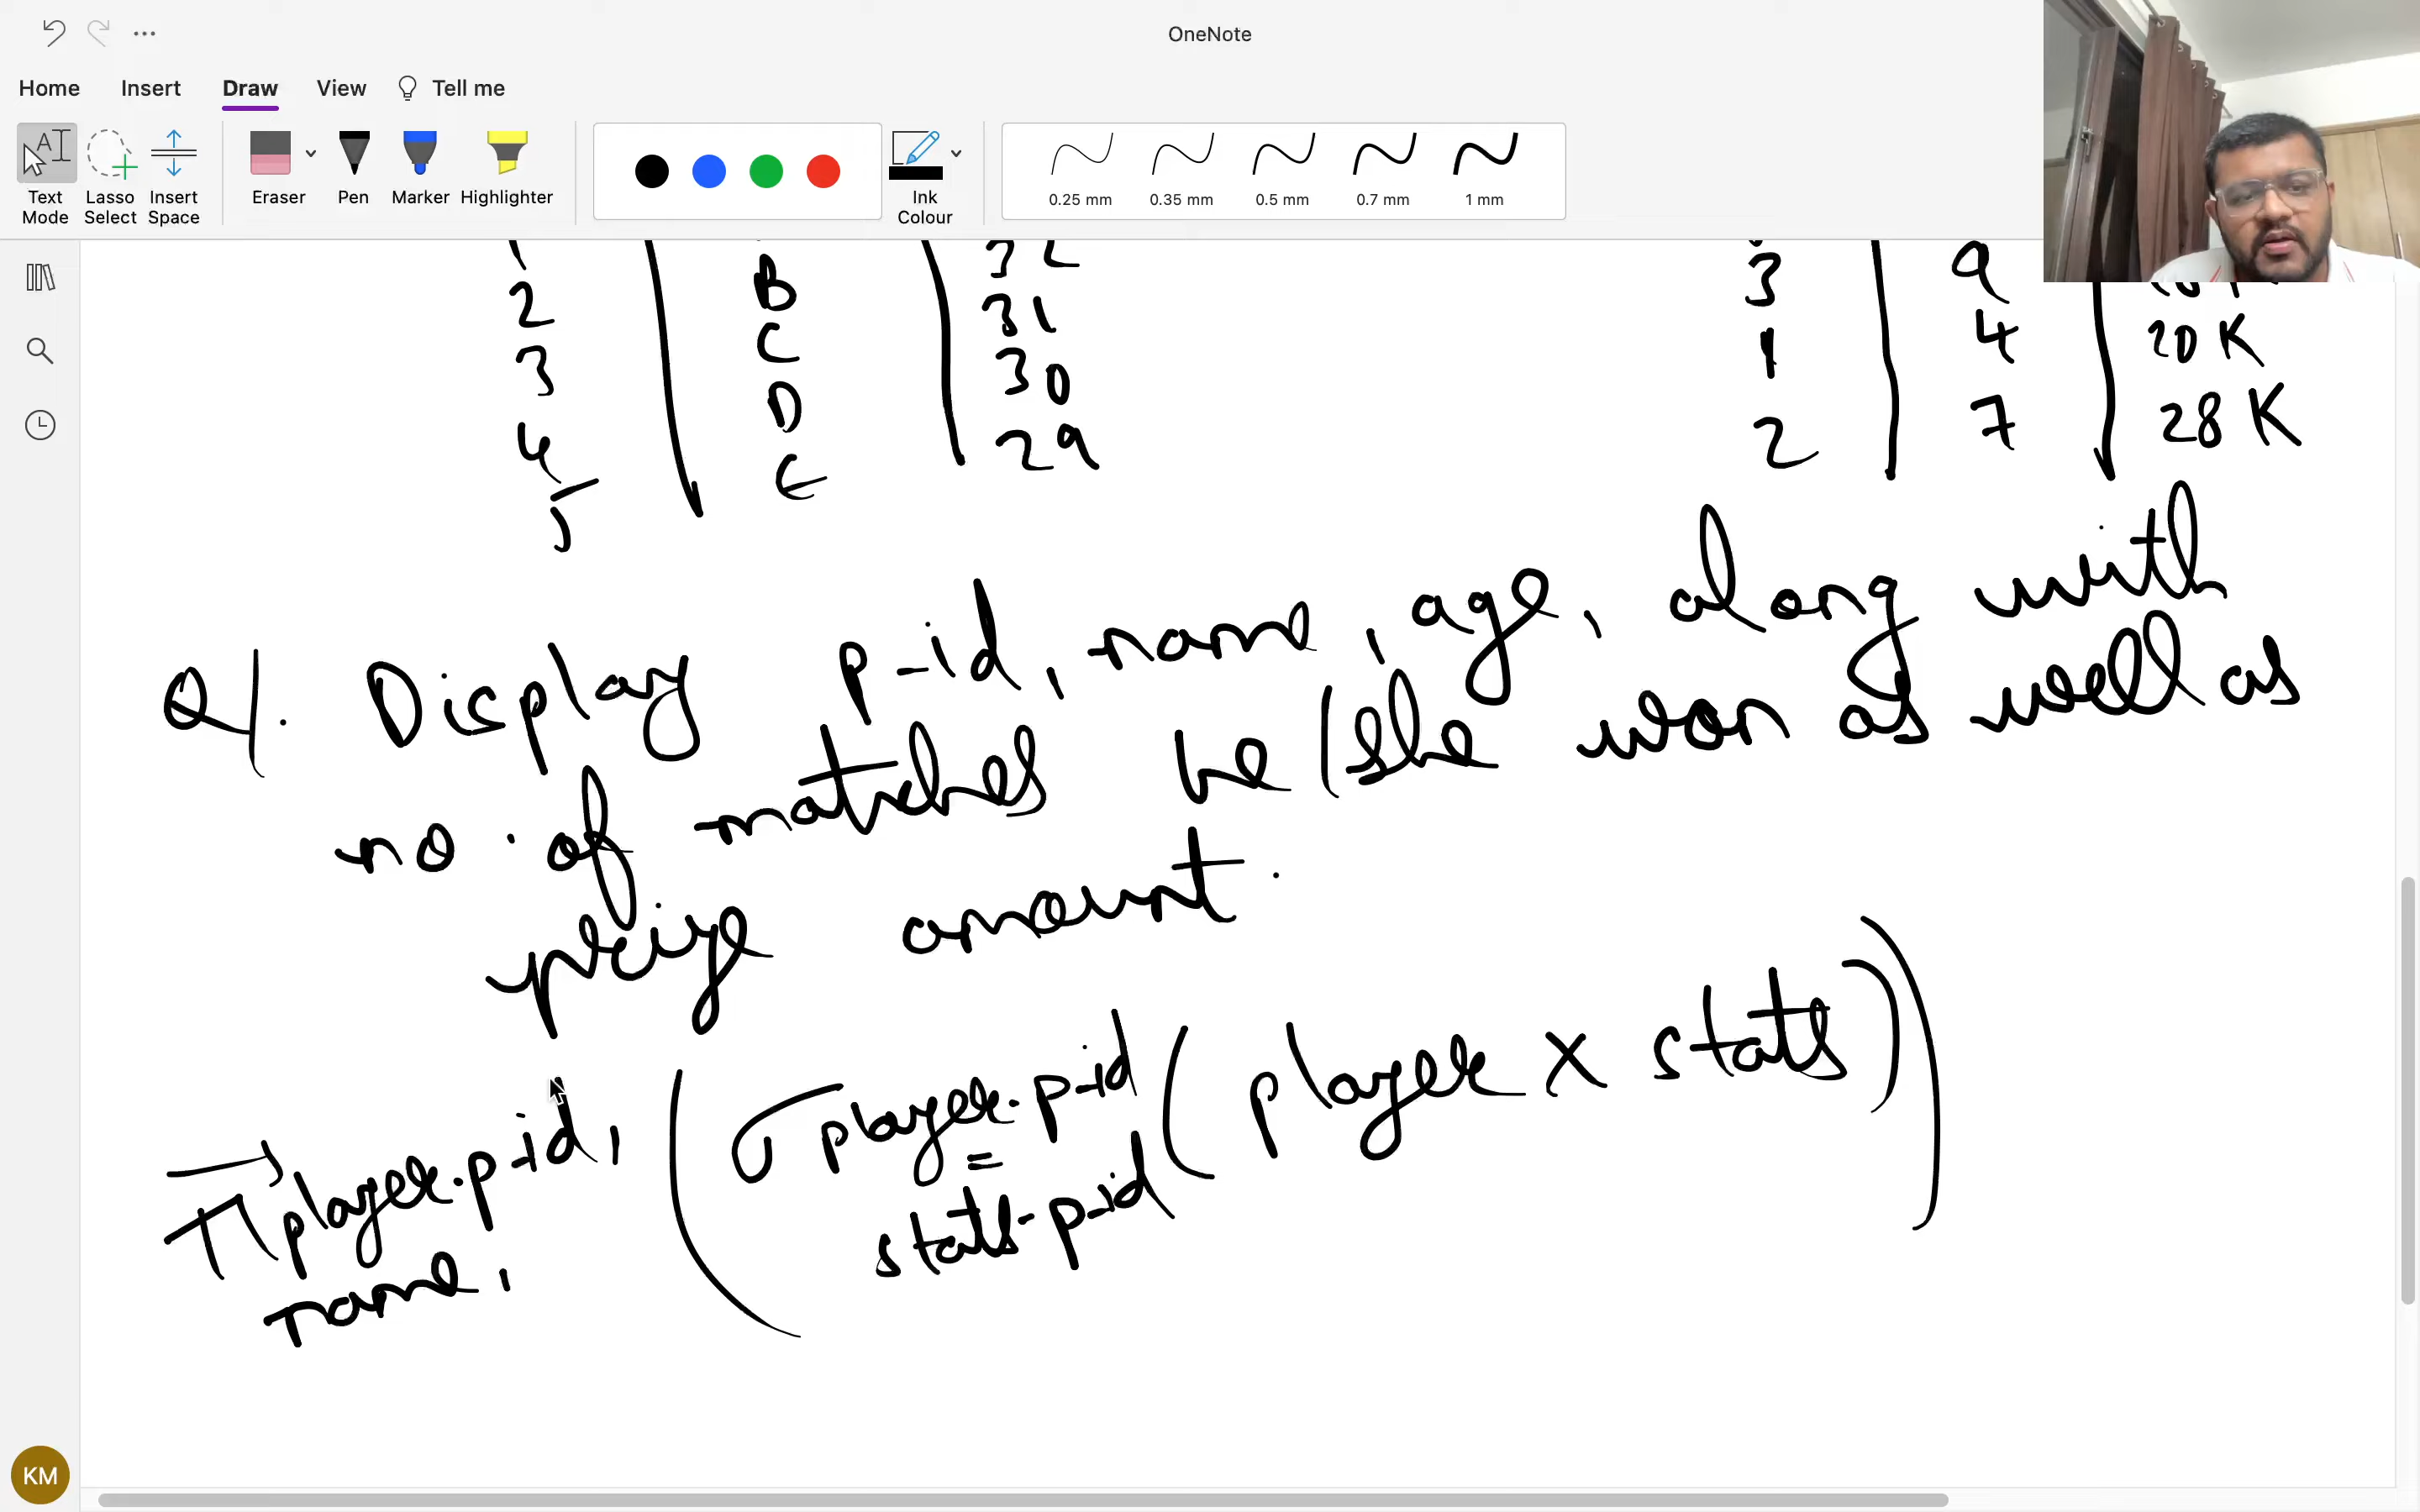 OneNote
Home Insert Draw View Tell me
Text Mode Lasso Select Insert Space Eraser Pen Marker Highlighter Ink Colour 0.25 mm 0.35 mm 0.5 mm 0.7 mm 1 mm
B 3 9
2 C 31 1 4 20K
3 D 30 2 7 28K
4 E 29
5
Q1. Display p-id, name, age, along with
no. of matches he/she won as well as
prize amount.
π player.p-id, name, (σ player.p-id = stats.p-id (player × stats))
KM